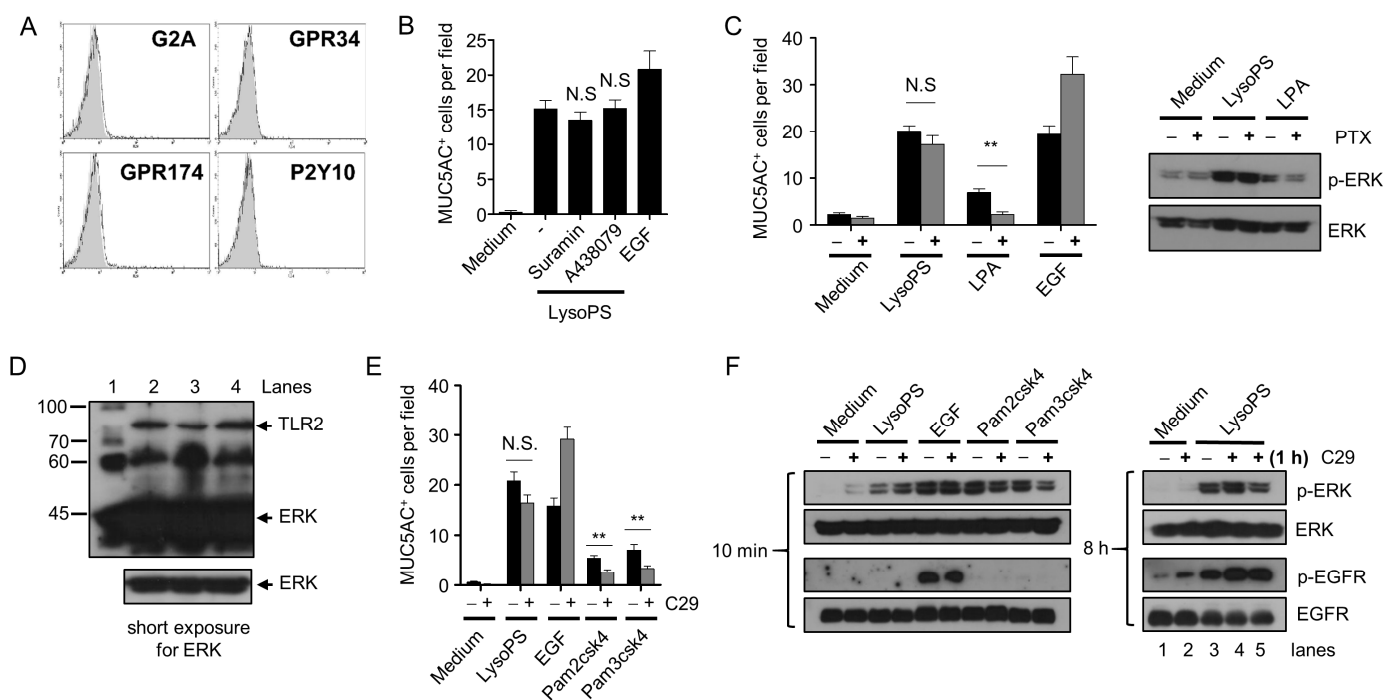 A
G2A
GPR34
GPR174
P2Y10
B
MUC5AC+ cells per field
25
20
15
10
5
0
N.S
N.S
Medium
-
Suramin
A438079
EGF
LysoPS
C
MUC5AC+ cells per field
40
30
20
10
0
N.S
**
– + – + – + – +
Medium
LysoPS
LPA
EGF
Medium
LysoPS
LPA
– + – + – + PTX
p-ERK
ERK
D
1 2 3 4 Lanes
100
70
60
45
TLR2
ERK
ERK
short exposure
for ERK
E
MUC5AC+ cells per field
40
30
20
10
0
N.S.
**
**
– + – + – + – + – + C29
Medium
LysoPS
EGF
Pam2csk4
Pam3csk4
F
Medium
LysoPS
EGF
Pam2csk4
Pam3csk4
– + – + – + – + – +
10 min
Medium
LysoPS
– + – + + (1 h) C29
8 h
p-ERK
ERK
p-EGFR
EGFR
1 2 3 4 5 lanes